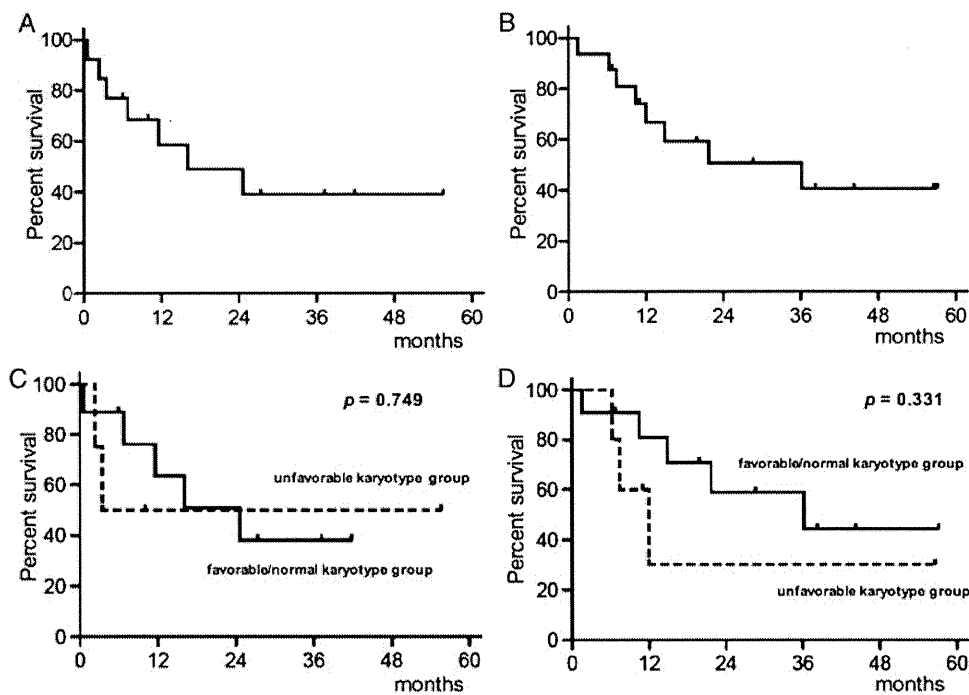 A
Percent survival
100
80
60
40
20
0
0 12 24 36 48 60
months
B
Percent survival
100
80
60
40
20
0
0 12 24 36 48 60
months
C
Percent survival
100
80
60
40
20
0
p = 0.749
unfavorable karyotype group
favorable/normal karyotype group
0 12 24 36 48 60
months
D
Percent survival
100
80
60
40
20
0
p = 0.331
favorable/normal karyotype group
unfavorable karyotype group
0 12 24 36 48 60
months